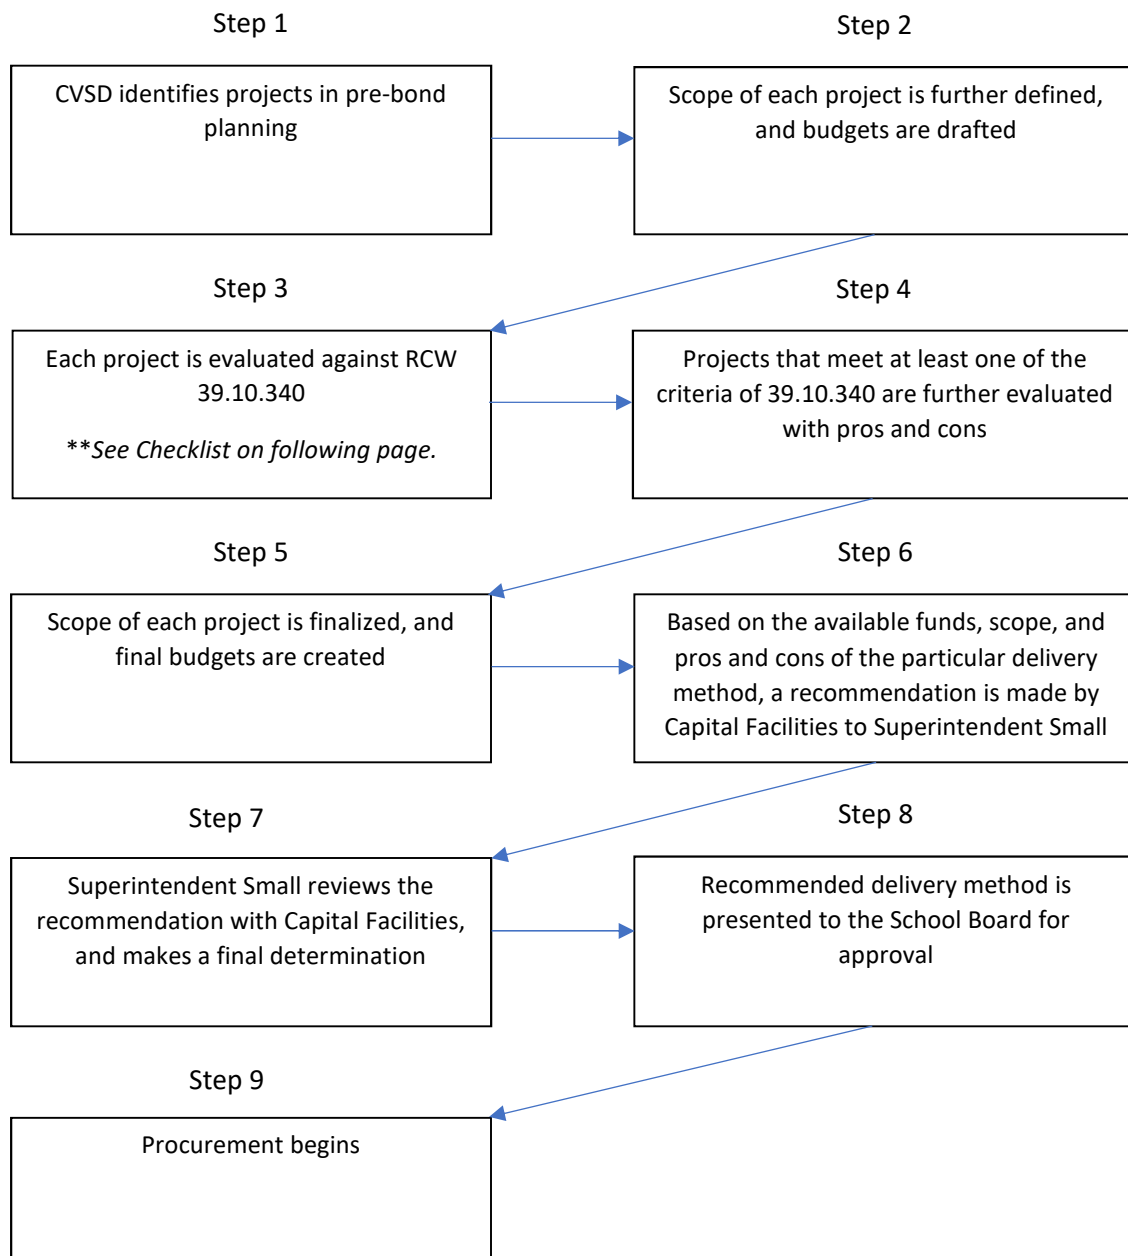 Step 1
CVSD identifies projects in pre-bond
planning
Step 2
Scope of each project is further defined,
and budgets are drafted
Step 3
Each project is evaluated against RCW
39.10.340
**See Checklist on following page.
Step 4
Projects that meet at least one of the
criteria of 39.10.340 are further evaluated
with pros and cons
Step 5
Scope of each project is finalized, and
final budgets are created
Step 6
Based on the available funds, scope, and
pros and cons of the particular delivery
method, a recommendation is made by
Capital Facilities to Superintendent Small
Step 7
Superintendent Small reviews the
recommendation with Capital Facilities,
and makes a final determination
Step 8
Recommended delivery method is
presented to the School Board for
approval
Step 9
Procurement begins